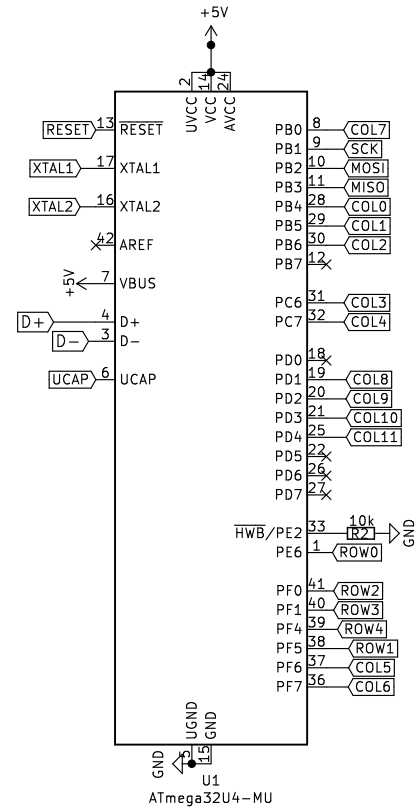 +5V
2 UVCC
14 VCC
24 AVCC
RESET 13 RESET
XTAL1 17 XTAL1
XTAL2 16 XTAL2
42 AREF
+5V 7 VBUS
D+ 4 D+
D- 3 D-
UCAP 6 UCAP
PB0 8 COL7
PB1 9 SCK
PB2 10 MOSI
PB3 11 MISO
PB4 28 COL0
PB5 29 COL1
PB6 30 COL2
PB7 12
PC6 31 COL3
PC7 32 COL4
PD0 18
PD1 19 COL8
PD2 20 COL9
PD3 21 COL10
PD4 25 COL11
PD5 22
PD6 26
PD7 27
HWB/PE2 33 10k R2 GND
PE6 1 ROW0
PF0 41 ROW2
PF1 40 ROW3
PF4 39 ROW4
PF5 38 ROW1
PF6 37 COL5
PF7 36 COL6
UGND 5
GND 15
GND
U1
ATmega32U4-MU